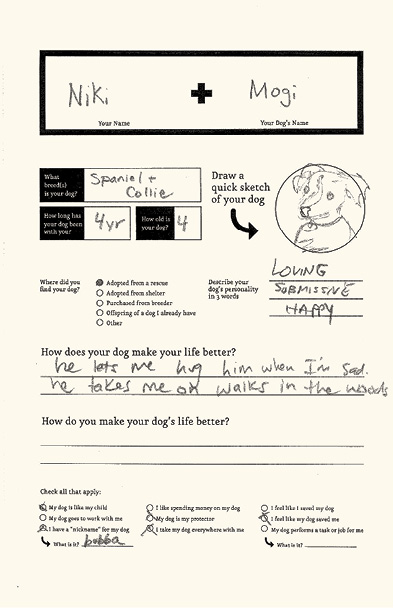 Niki + Mogi
Your Name Your Dog's Name
What breed(s) is your dog? Spaniel + Collie
How long has your dog been with you? 4yr How old is your dog? 4
Draw a quick sketch of your dog
Where did you find your dog?
Adopted from a rescue
Adopted from shelter
Purchased from breeder
Offspring of a dog I already have
Other
Describe your dog's personality in 3 words
LOVING
SUBMISSIVE
HAPPY
How does your dog make your life better?
he lets me hug him when I'm sad.
he takes me on walks in the woods
How do you make your dog's life better?
Check all that apply:
My dog is like my child
My dog goes to work with me
I have a "nickname" for my dog
What is it? bubba
I like spending money on my dog
My dog is my protector
I take my dog everywhere with me
I feel like I saved my dog
I feel like my dog saved me
My dog performs a task or job for me
What is it?